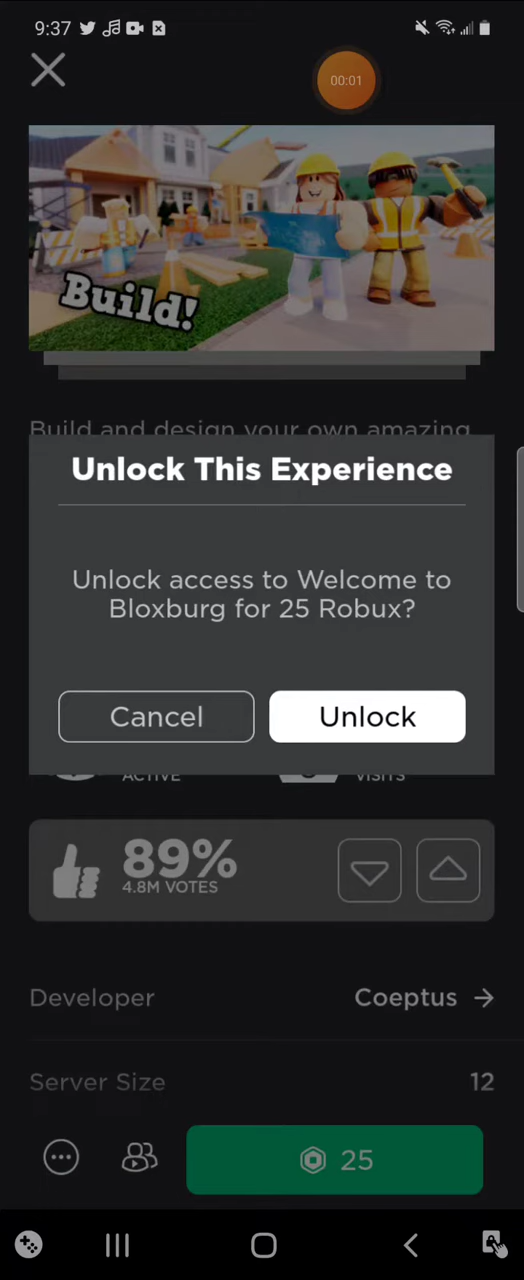 9:37
00:01
Build!
Build and design your own amazing
Unlock This Experience
Unlock access to Welcome to
Bloxburg for 25 Robux?
Cancel
Unlock
ACTIVE
VISITS
89%
4.8M VOTES
Developer
Coeptus
Server Size
12
25